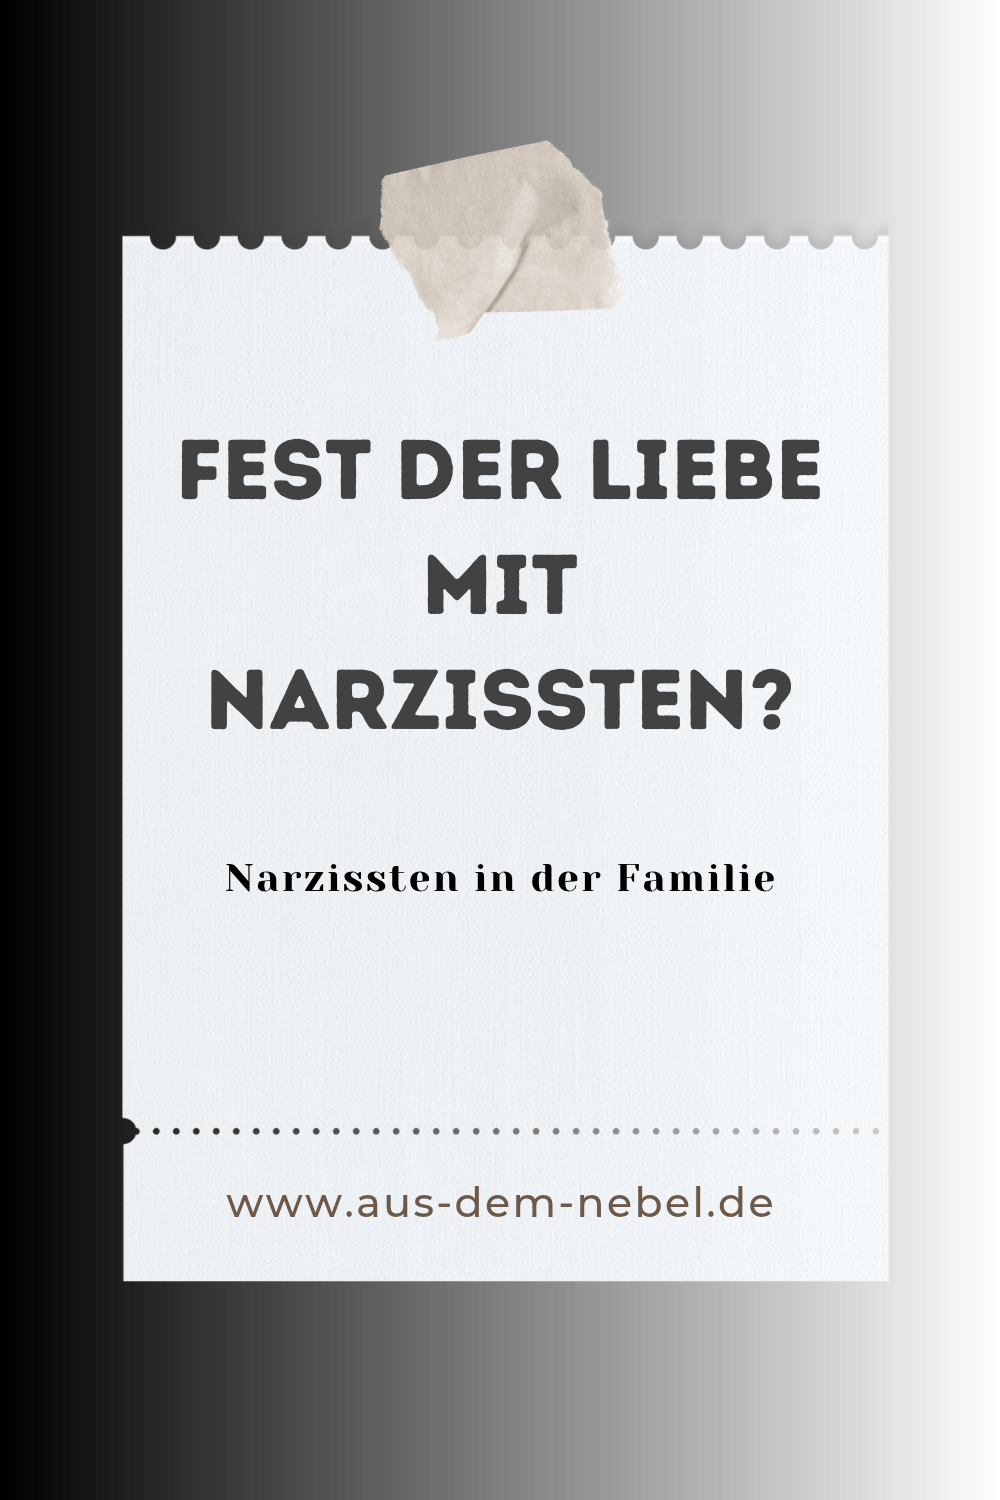 FEST DER LIEBE
MIT
NARZISSTEN?
Narzissten in der Familie
www.aus-dem-nebel.de